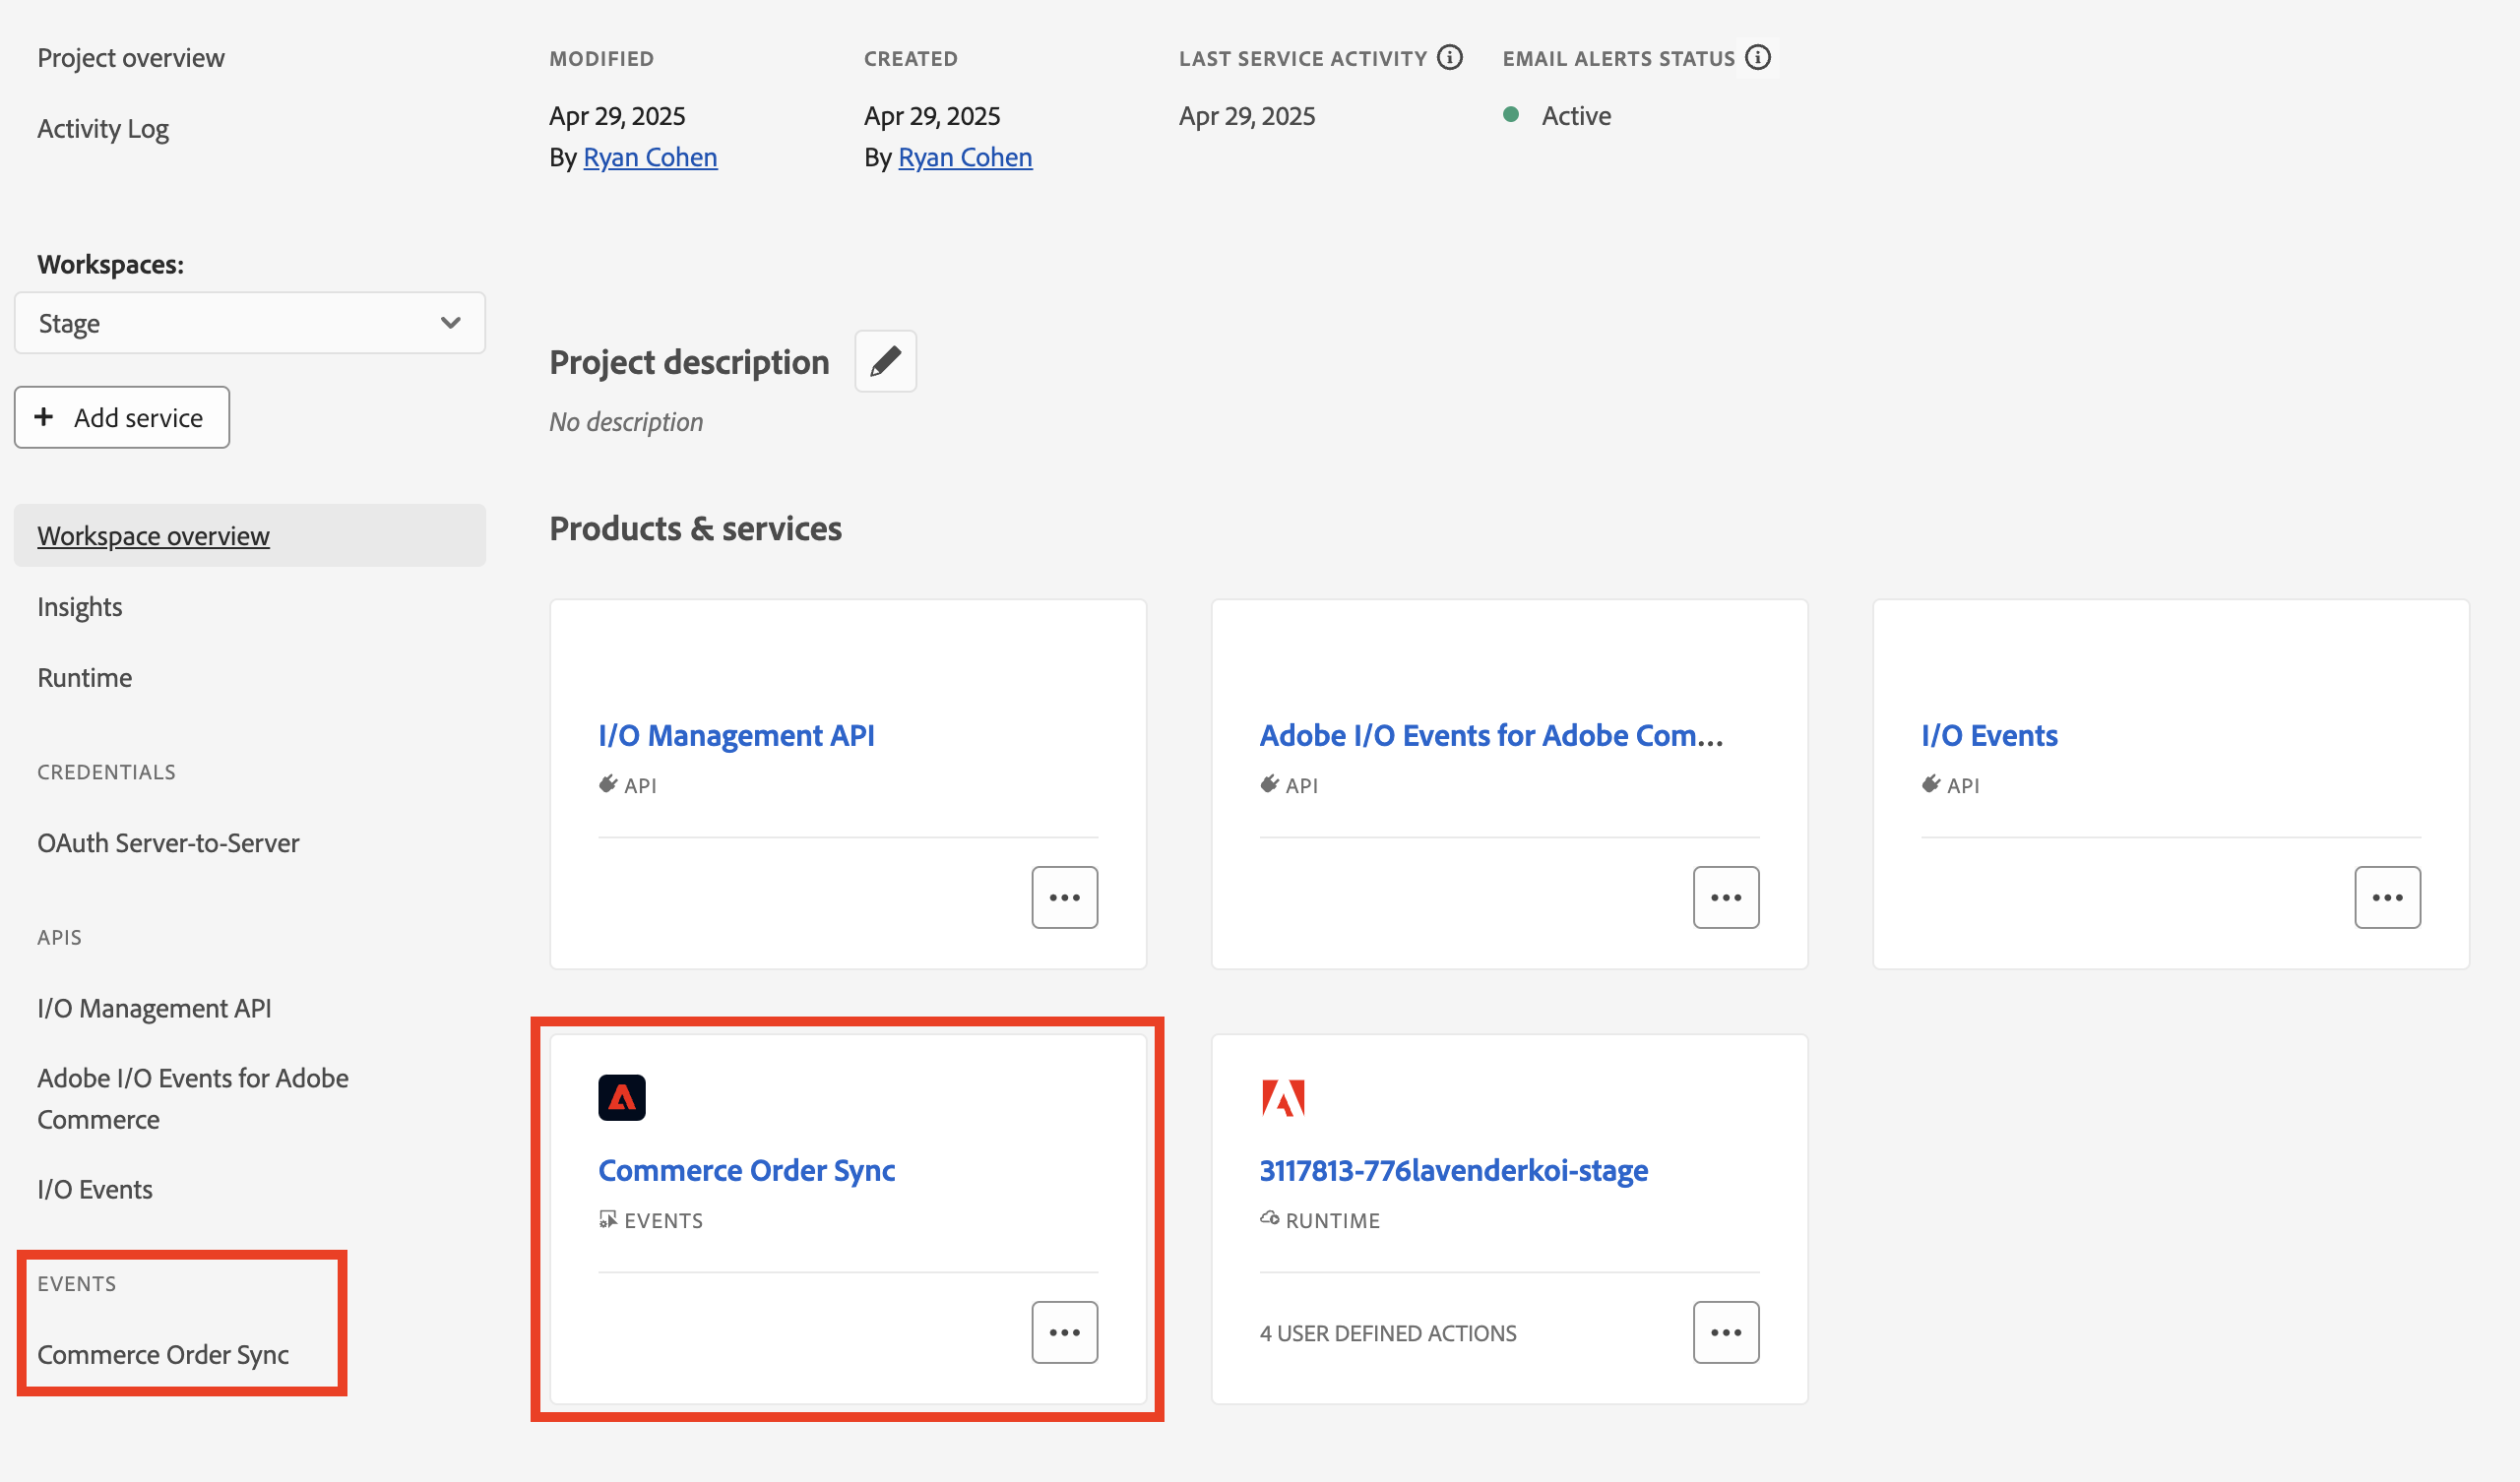 Project overview
Activity Log
Workspaces:
Stage
Add service
Workspace overview
Insights
Runtime
CREDENTIALS
OAuth Server-to-Server
APIS
I/O Management API
Adobe I/O Events for Adobe
Commerce
I/O Events
EVENTS
Commerce Order Sync
MODIFIED
Apr 29, 2025
By Ryan Cohen
CREATED
Apr 29, 2025
By Ryan Cohen
LAST SERVICE ACTIVITY
Apr 29, 2025
EMAIL ALERTS STATUS
Active
Project description
No description
Products & services
I/O Management API
API
Adobe I/O Events for Adobe Com...
API
I/O Events
API
Commerce Order Sync
EVENTS
3117813-776lavenderkoi-stage
RUNTIME
4 USER DEFINED ACTIONS